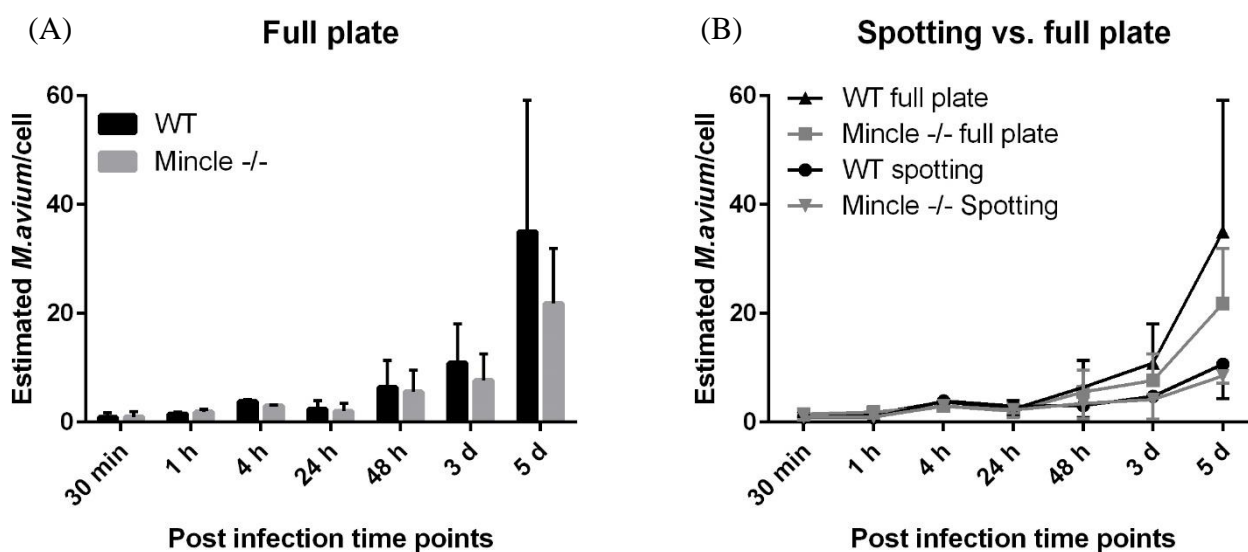 (A)
Full plate
60
40
20
0
Estimated M.avium/cell
WT
Mincle -/-
30 min
1 h
4 h
24 h
48 h
3 d
5 d
Post infection time points
(B)
Spotting vs. full plate
60
40
20
0
Estimated M.avium/cell
WT full plate
Mincle -/- full plate
WT spotting
Mincle -/- Spotting
30 min
1 h
4 h
24 h
48 h
3 d
5 d
Post infection time points